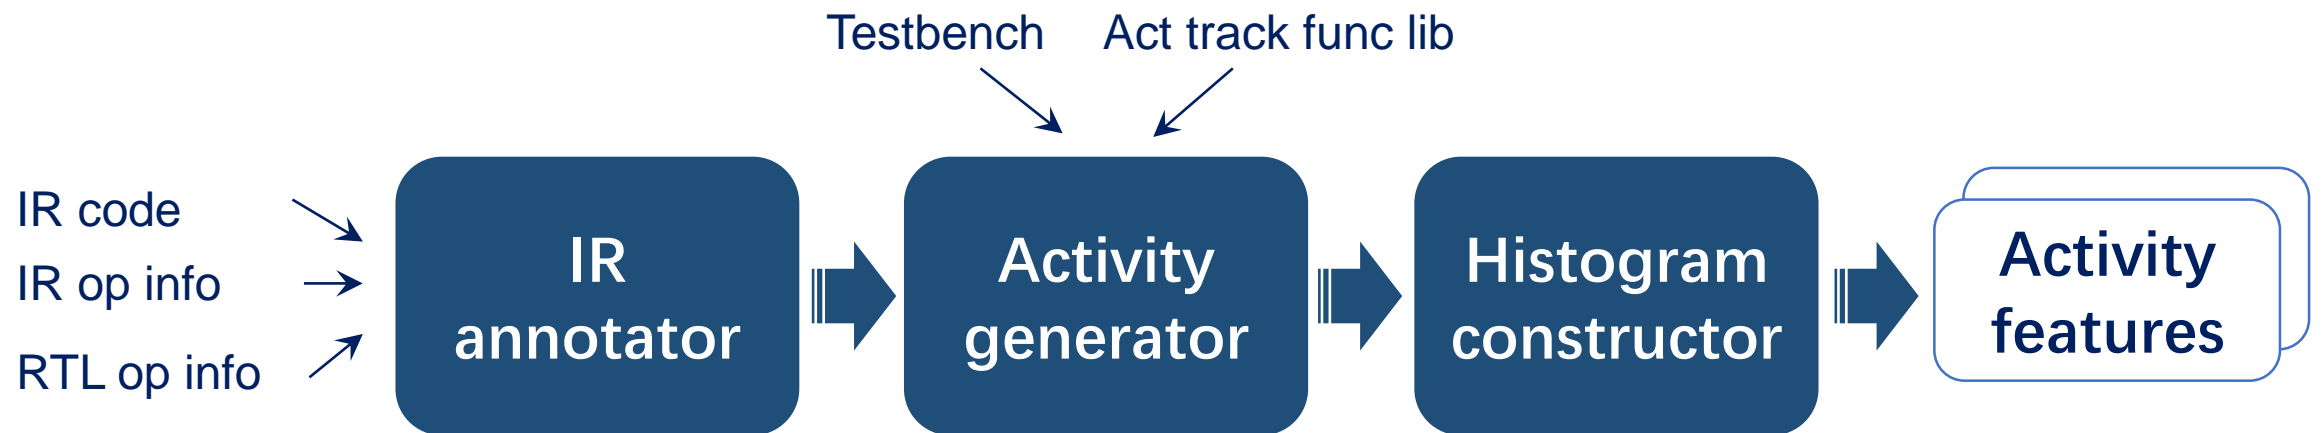 Testbench
Act track func lib
IR code
IR op info
RTL op info
IR
annotator
Activity
generator
Histogram
constructor
Activity
features